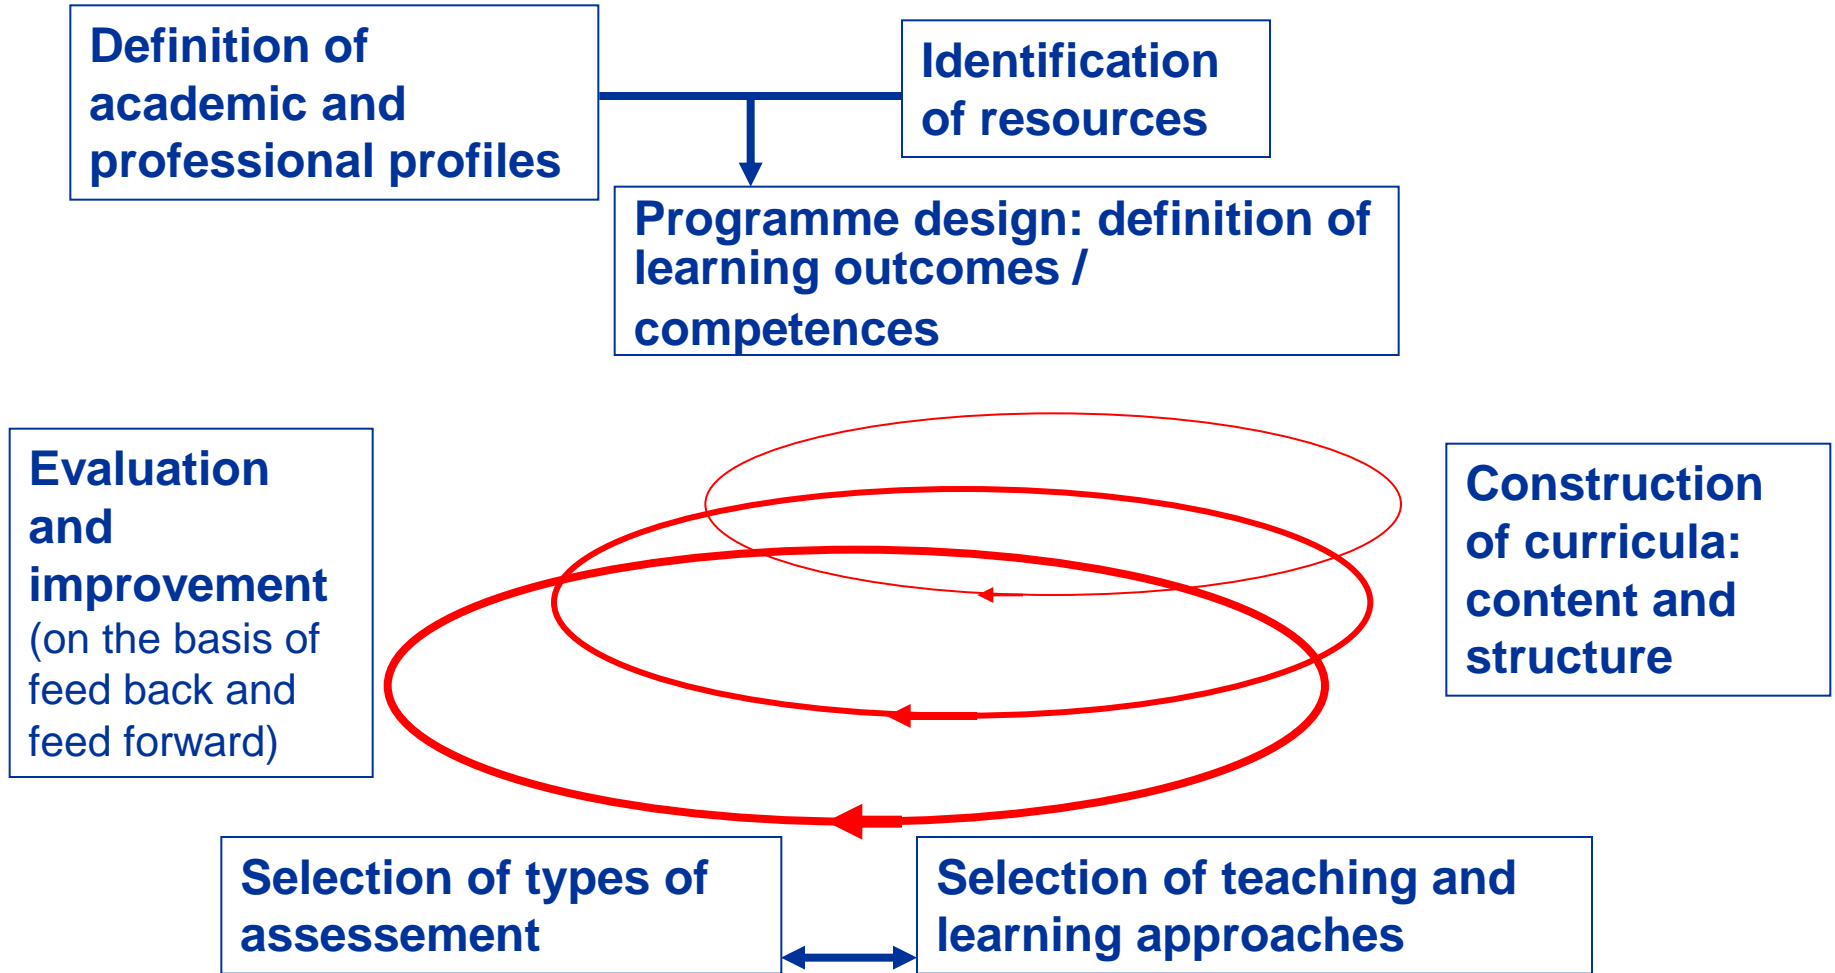 Definition of
academic and
professional profiles
Identification
of resources
Programme design: definition of
learning outcomes /
competences
Evaluation
and
improvement
(on the basis of
feed back and
feed forward)
Construction
of curricula:
content and
structure
Selection of types of
assessement
Selection of teaching and
learning approaches